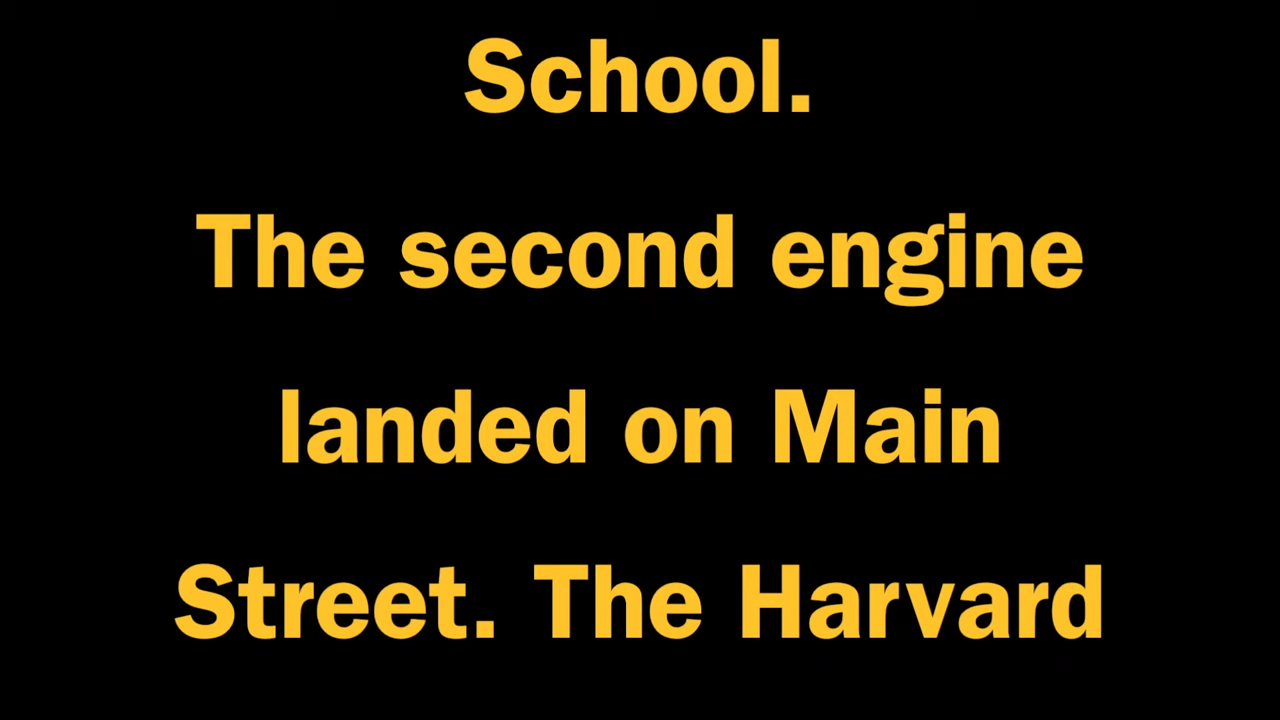 School.
The second engine
landed on Main
Street. The Harvard